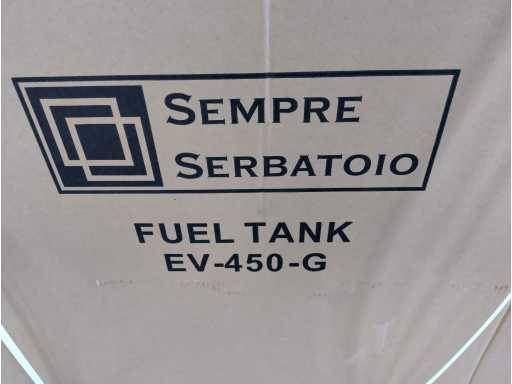 SEMPRE
SERBATOIO
FUEL TANK
EV-450-G